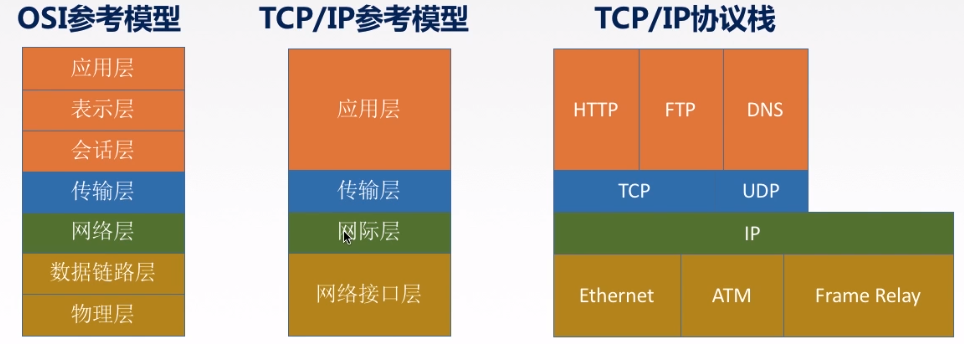 OSI参考模型
应用层
表示层
会话层
传输层
网络层
数据链路层
物理层
TCP/IP参考模型
应用层
传输层
网际层
网络接口层
TCP/IP协议栈
HTTP FTP DNS
TCP UDP
IP
Ethernet ATM Frame Relay